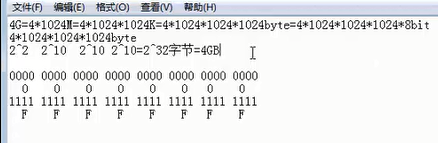 文件(F) 编辑(E) 格式(O) 查看(V) 帮助(H)
4G=4*1024M=4*1024*1024K=4*1024*1024*1024byte=4*1024*1024*1024*8bit
4*1024*1024*1024byte
2^2 2^10 2^10 2^10=2^32字节=4GB
0000 0000 0000 0000 0000 0000 0000 0000
0 0 0 0 0 0 0 0
1111 1111 1111 1111 1111 1111 1111 1111
F F F F F F F F